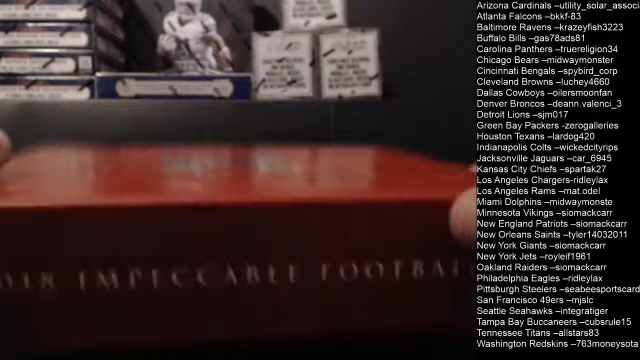 Arizona Cardinals –utility_solar_associ
Atlanta Falcons –bkkf-83
Baltimore Ravens –krazeyfish3223
Buffalo Bills –gas78ads81
Carolina Panthers –truereligion34
Chicago Bears –midwaymonster
Cincinnati Bengals –spybird_corp
Cleveland Browns –luchey4660
Dallas Cowboys –oilersmoonfan
Denver Broncos –deann.valenci_3
Detroit Lions –sjm017
Green Bay Packers -zerogalleries
Houston Texans –lardog420
Indianapolis Colts –wickedcityrips
Jacksonville Jaguars –car_6945
Kansas City Chiefs –spartak27
Los Angeles Chargers-ridleylax
Los Angeles Rams –mat.odel
Miami Dolphins –midwaymonste
Minnesota Vikings –siomackcarr
New England Patriots –siomackcarr
New Orleans Saints –tyler14032011
New York Giants –siomackcarr
New York Jets –royleif1961
Oakland Raiders –siomackcarr
Philadelphia Eagles –ridleylax
Pittsburgh Steelers –seabeesportscard
San Francisco 49ers –mjslc
Seattle Seahawks –integratiger
Tampa Bay Buccaneers –cubsrule15
Tennessee Titans –allstars83
Washington Redskins –763moneysota
018 IMPECCABLE FOOTBAL